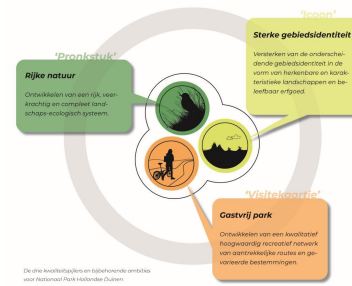 ‘Icoon’
Sterke gebiedsidentiteit
Versterken van de onderschei-
dende gebiedsidentiteit in de
vorm van herkenbare en karak-
teristieke landschappen en be-
leefbaar erfgoed.
‘Pronkstuk’
Rijke natuur
Ontwikkelen van een rijk, veer-
krachtig en compleet land-
schaps-ecologisch systeem.
‘Visitekaartje’
Gastvrij park
Ontwikkelen van een kwalitatief
hoogwaardig recreatief netwerk
van aantrekkelijke routes en ge-
varieerde bestemmingen.
De drie kwaliteitspijlers en bijbehorende ambities
voor Nationaal Park Hollandse Duinen